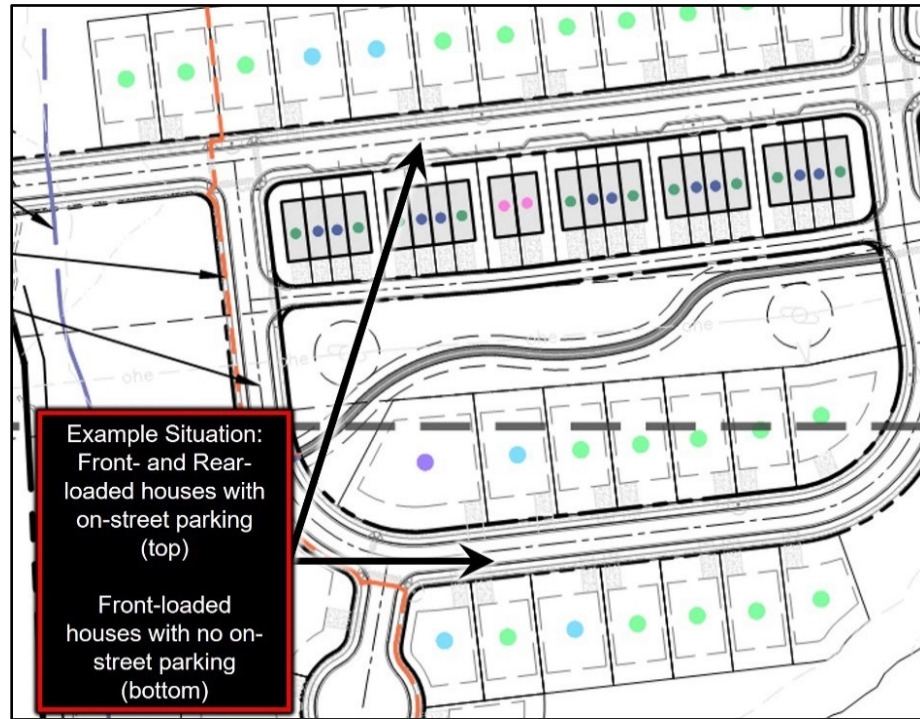 ohe
ohe
ohe
ohe
Example Situation:
Front- and Rear-
loaded houses with
on-street parking
(top)
Front-loaded
houses with no on-
street parking
(bottom)